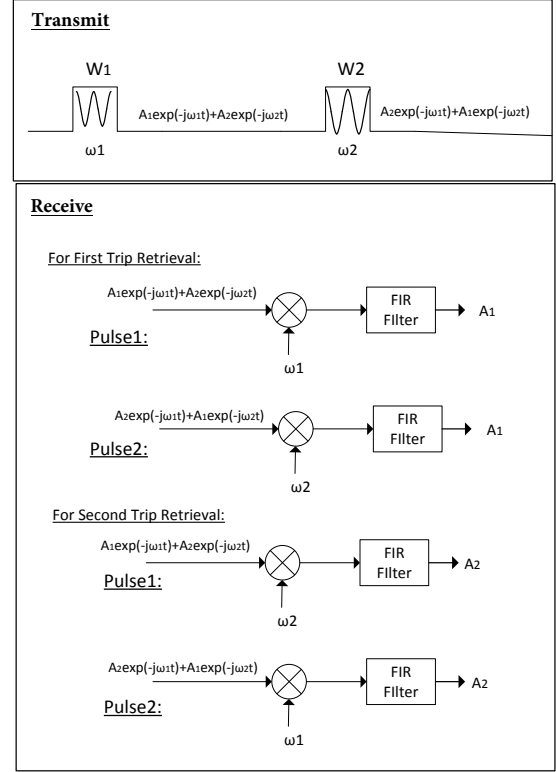 Transmit
W1
W2
A1exp(-jω1t)+A2exp(-jω2t)
A2exp(-jω2t)+A1exp(-jω2t)
ω1
ω2
Receive
For First Trip Retrieval:
A1exp(-jω1t)+A2exp(-jω2t)
FIR
FIlter
A1
Pulse1:
ω1
A2exp(-jω1t)+A1exp(-jω2t)
FIR
FIlter
A1
Pulse2:
ω2
For Second Trip Retrieval:
A1exp(-jω1t)+A2exp(-jω2t)
FIR
FIlter
A2
Pulse1:
ω2
A2exp(-jω1t)+A1exp(-jω2t)
FIR
FIlter
A2
Pulse2:
ω1